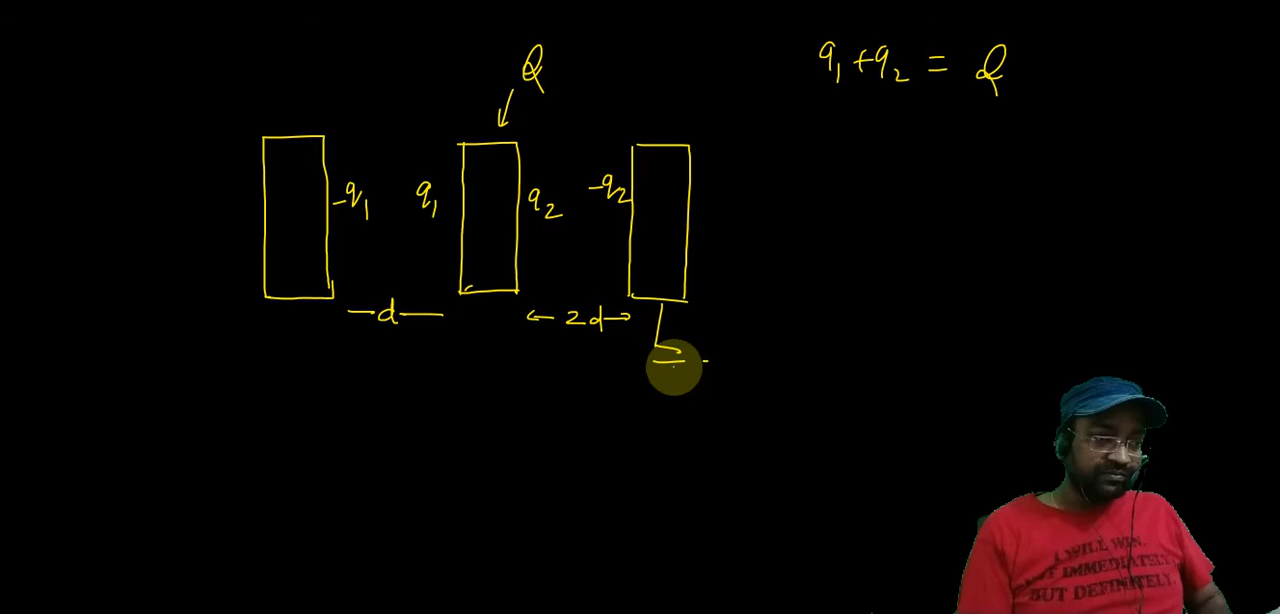 Q
q₁ + q₂ = Q
-q₁ q₁ q₂ -q₂
d 2d
I WILL WIN.
NOT IMMEDIATELY
BUT DEFINITELY.